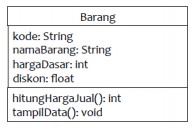 Barang
kode: String
namaBarang: String
hargaDasar: int
diskon: float
hitungHargaJual(): int
tampilData(): void